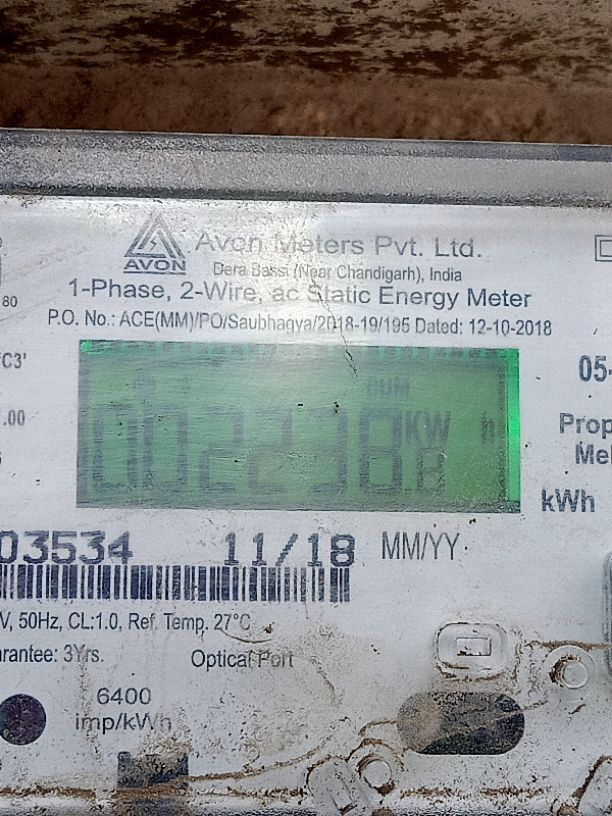 AVON
Avon Meters Pvt. Ltd.
Dera Bassi (Near Chandigarh), India
80
1-Phase, 2-Wire, ac Static Energy Meter
P.O. No.: ACE(MM)/PO/Saubhagya/2018-19/195 Dated: 12-10-2018
C3'
05-
CUM
1.00
002238 KW h
Prop
Me
kWh
03534 11/18 MM/YY
V, 50Hz, CL:1.0, Ref. Temp. 27°C
arantee: 3Yrs.
Optical Port
6400
imp/kWh